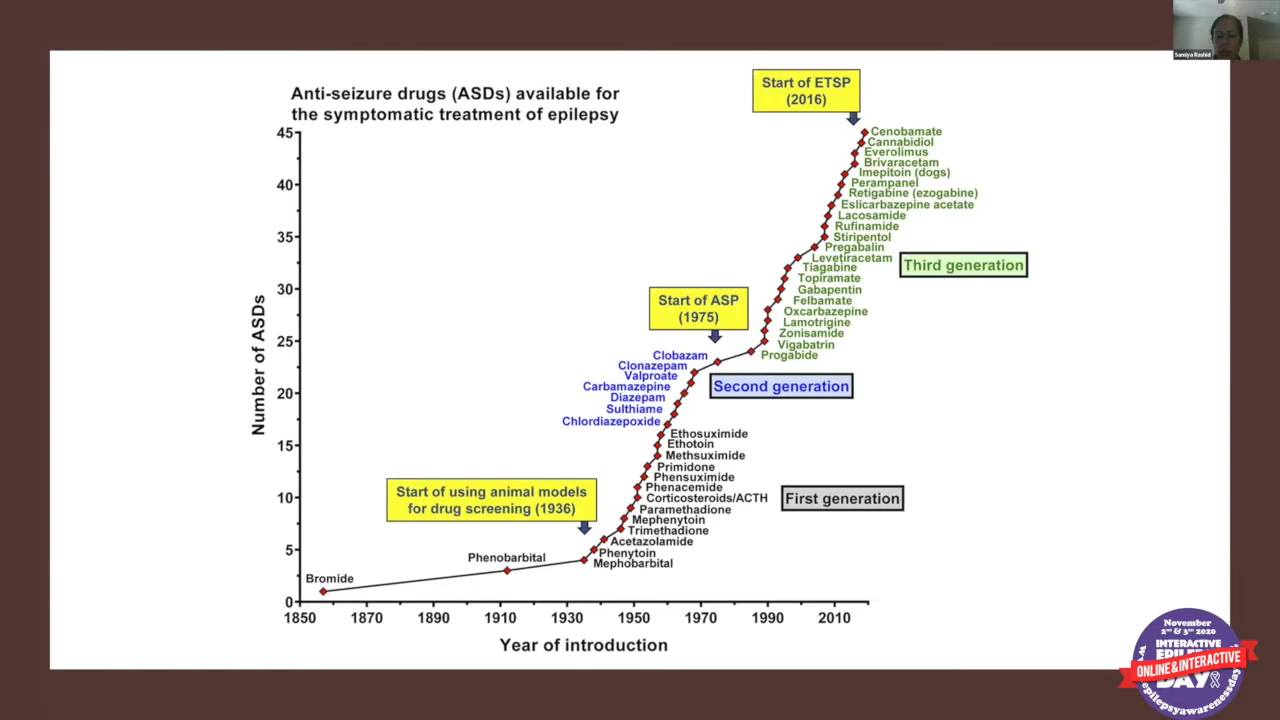 Saniya Rashid
Anti-seizure drugs (ASDs) available for
the symptomatic treatment of epilepsy
Start of ETSP
(2016)
Cenobamate
Cannabidiol
Everolimus
Brivaracetam
Imepitoin (dogs)
Perampanel
Retigabine (ezogabine)
Eslicarbazepine acetate
Lacosamide
Rufinamide
Stiripentol
Pregabalin
Levetiracetam
Tiagabine
Topiramate
Gabapentin
Felbamate
Oxcarbazepine
Lamotrigine
Zonisamide
Vigabatrin
Progabide
Third generation
Start of ASP
(1975)
Clobazam
Clonazepam
Valproate
Carbamazepine
Diazepam
Sulthiame
Chlordiazepoxide
Second generation
Ethosuximide
Ethotoin
Methsuximide
Primidone
Phensuximide
Phenacemide
Corticosteroids/ACTH
Paramethadione
Mephenytoin
Trimethadione
Acetazolamide
Phenytoin
Mephobarbital
First generation
Start of using animal models
for drug screening (1936)
Phenobarbital
Bromide
Number of ASDs
45
40
35
30
25
20
15
10
5
0
1850 1870 1890 1910 1930 1950 1970 1990 2010
Year of introduction
November
2ND & 3RD 2020
INTERACTIVE
ONLINE & INTERACTIVE
DAY
epilepsyawarenessday